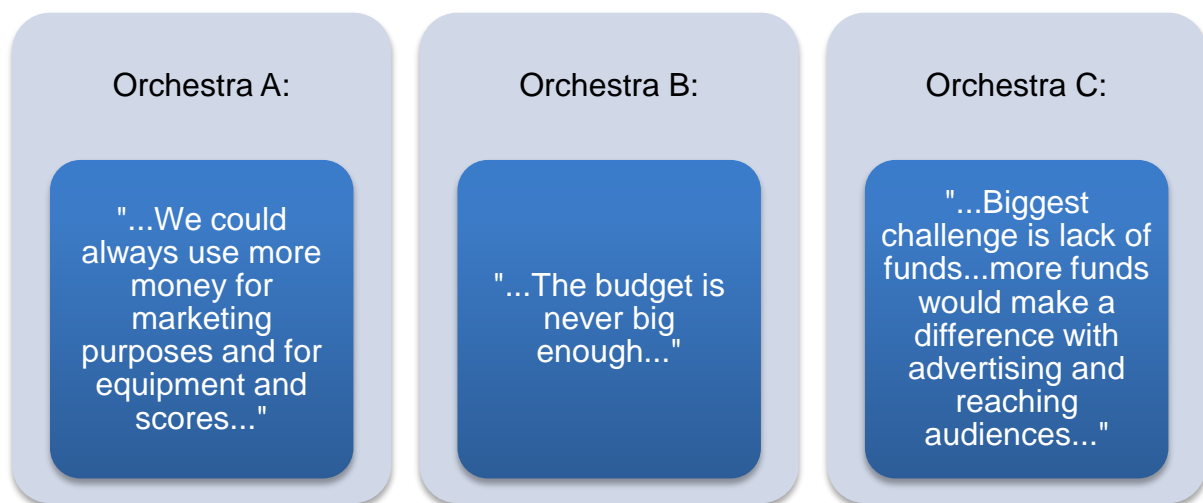 Orchestra A:
"...We could
always use more
money for
marketing
purposes and for
equipment and
scores..."
Orchestra B:
"...The budget is
never big
enough..."
Orchestra C:
"...Biggest
challenge is lack of
funds...more funds
would make a
difference with
advertising and
reaching
audiences..."